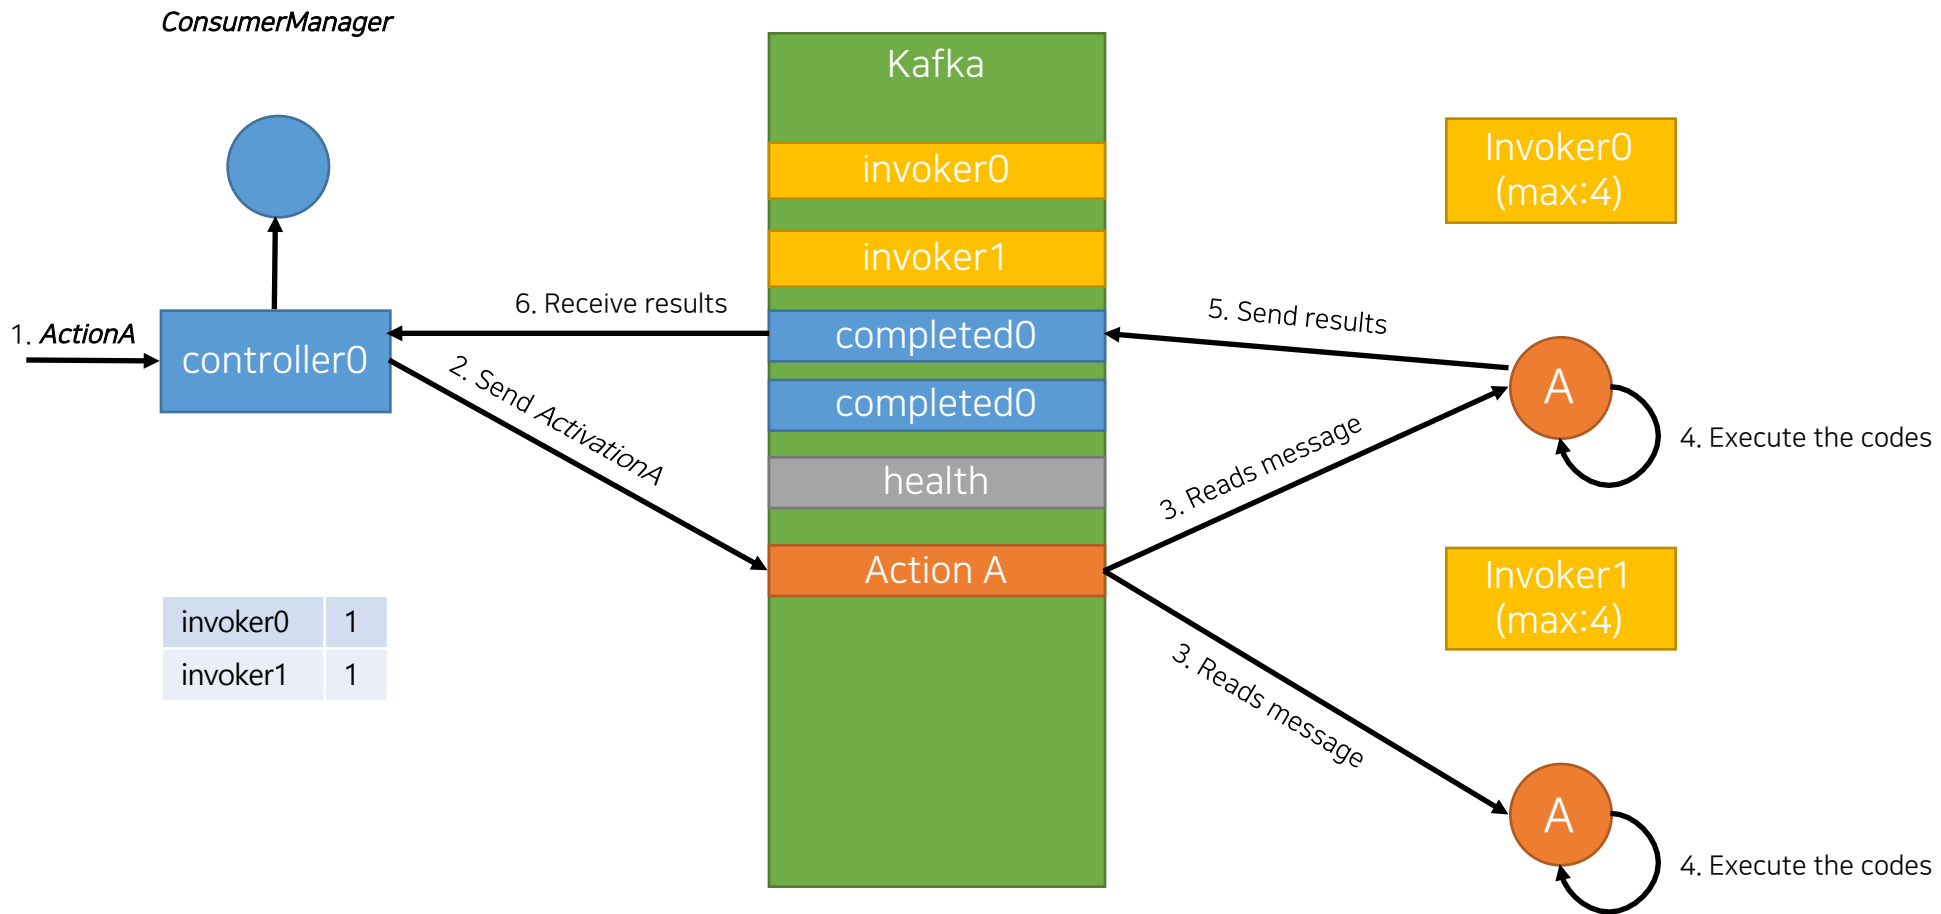 ConsumerManager
Kafka
invoker0
Invoker0
(max:4)
invoker1
6. Receive results
5. Send results
1. ActionA
controller0
completed0
2. Send ActivationA
completed0
A
3. Reads message
4. Execute the codes
health
Action A
Invoker1
(max:4)
invoker0 1
invoker1 1
3. Reads message
A
4. Execute the codes